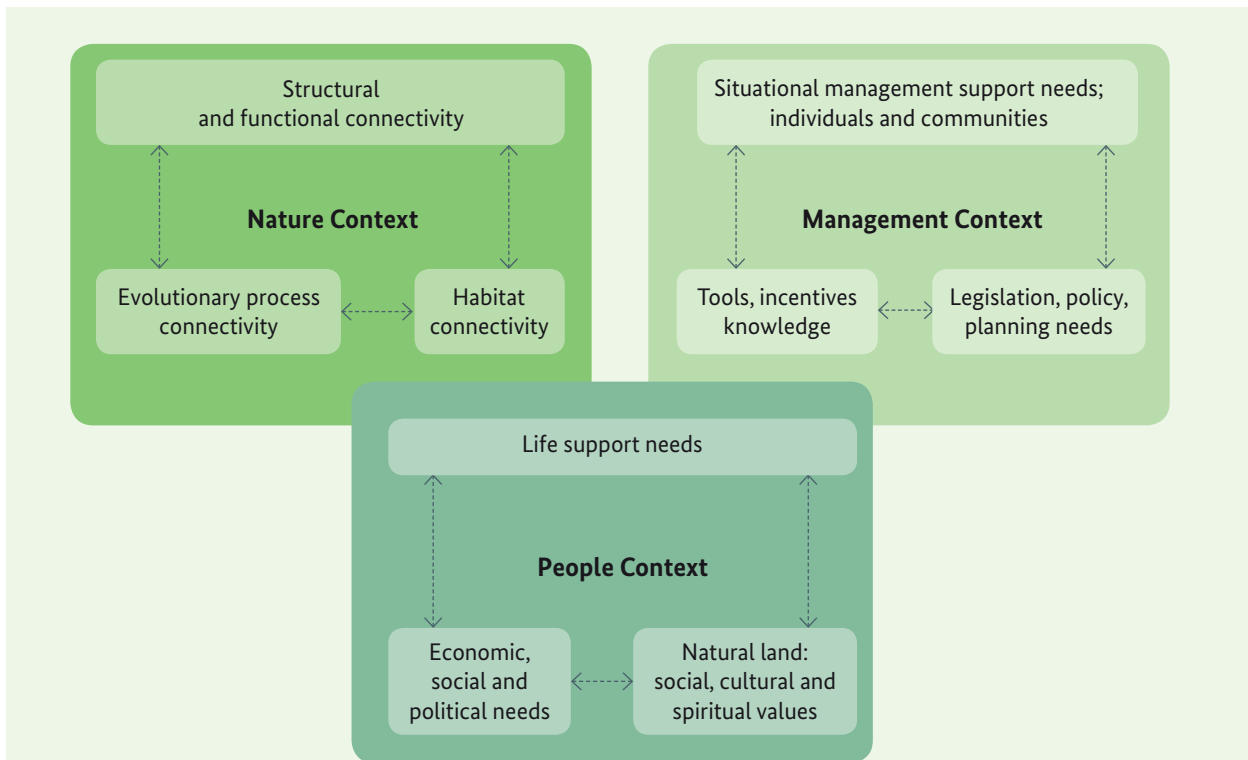 Structural
and functional connectivity
Nature Context
Evolutionary process
connectivity
Habitat
connectivity
Situational management support needs;
individuals and communities
Management Context
Tools, incentives
knowledge
Legislation, policy,
planning needs
Life support needs
People Context
Economic,
social and
political needs
Natural land:
social, cultural and
spiritual values